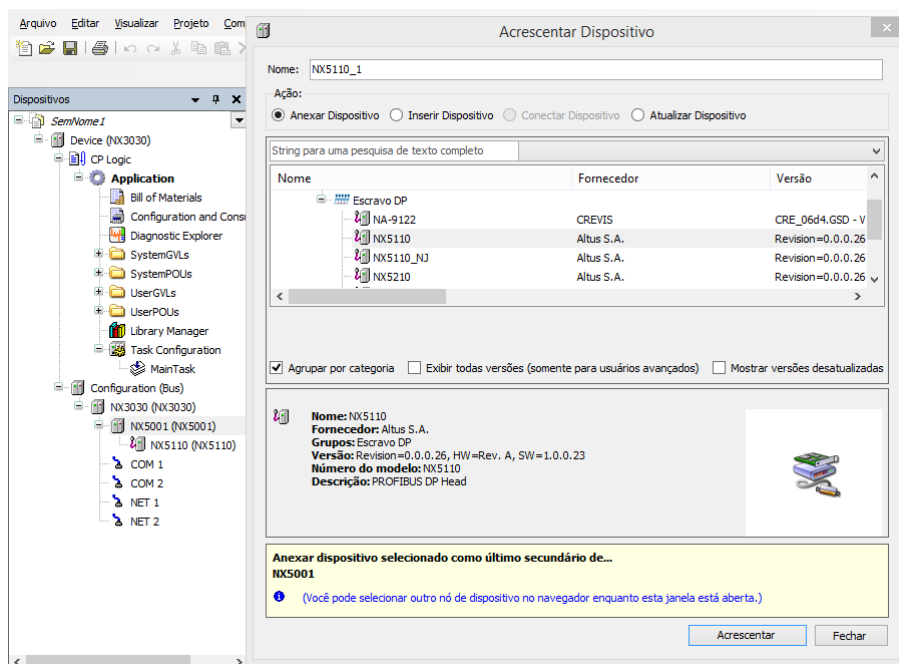 Arquivo Editar Visualizar Projeto Com
Acrescentar Dispositivo
Nome: NX5110_1
Ação:
Anexar Dispositivo Inserir Dispositivo Conectar Dispositivo Atualizar Dispositivo
String para uma pesquisa de texto completo
Nome Fornecedor Versão
Escravo DP
NA-9122 CREVIS CRE_06d4.GSD - V
NX5110 Altus S.A. Revision=0.0.0.26
NX5110_NJ Altus S.A. Revision=0.0.0.26
NX5210 Altus S.A. Revision=0.0.0.26
Agrupar por categoria Exibir todas versões (somente para usuários avançados) Mostrar versões desatualizadas
Nome: NX5110
Fornecedor: Altus S.A.
Grupos: Escravo DP
Versão: Revision=0.0.0.26, HW=Rev. A, SW=1.0.0.23
Número do modelo: NX5110
Descrição: PROFIBUS DP Head
Anexar dispositivo selecionado como último secundário de...
NX5001
(Você pode selecionar outro nó de dispositivo no navegador enquanto esta janela está aberta.)
Acrescentar Fechar
Dispositivos
SemNome1
Device (NX3030)
CP Logic
Application
Bill of Materials
Configuration and Consu
Diagnostic Explorer
SystemGVLs
SystemPOUs
UserGVLs
UserPOUs
Library Manager
Task Configuration
MainTask
Configuration (Bus)
NX3030 (NX3030)
NX5001 (NX5001)
NX5110 (NX5110)
COM 1
COM 2
NET 1
NET 2